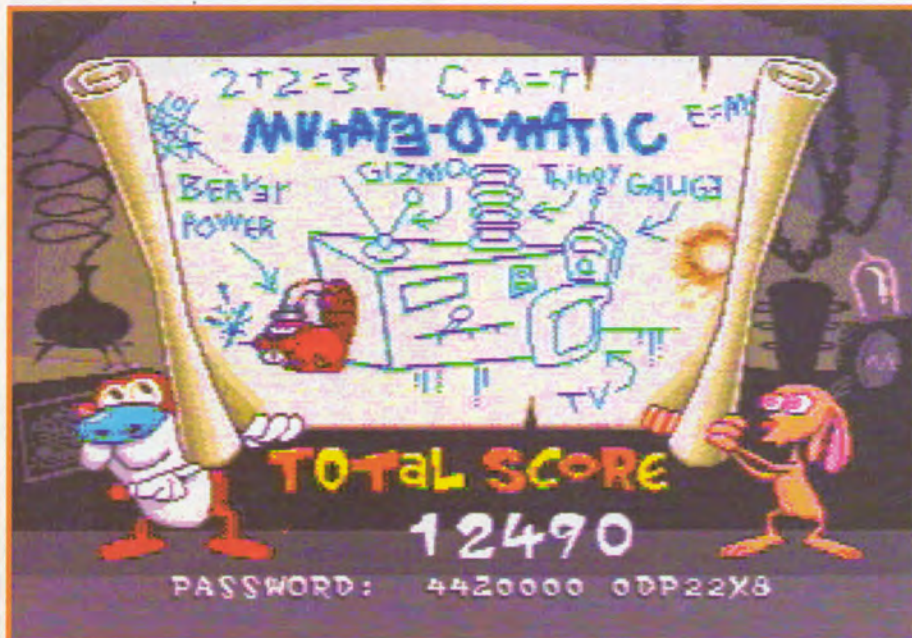 2+2=3 C+A=T
MUTATE-O-MATIC
E=M
GIZMO Thingy GAUGE
BEAVER
POWER
B
TV
TOTAL SCORE
12490
PASSWORD: 4420000 0DP22X8